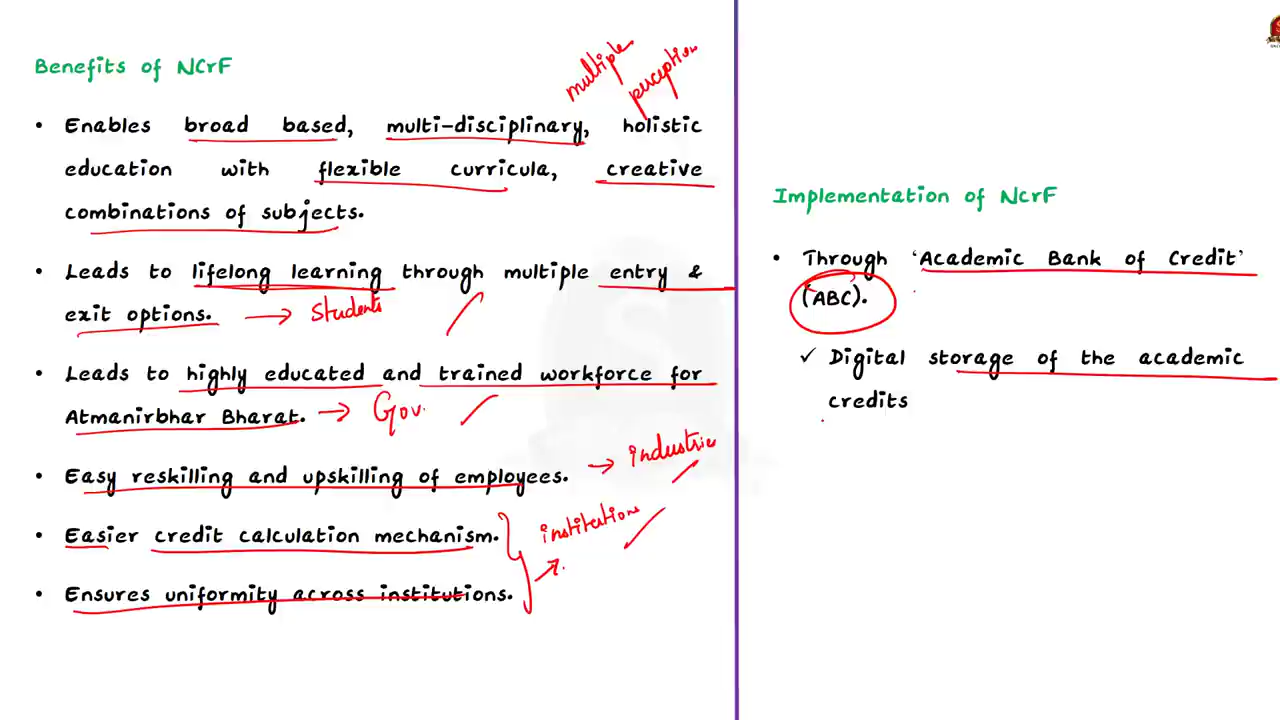 Benefits of NCrF
multiple
perception
• Enables broad based, multi-disciplinary, holistic
education with flexible curricula, creative
combinations of subjects.
• Leads to lifelong learning through multiple entry &
exit options. → Students
• Leads to highly educated and trained workforce for
Atmanirbhar Bharat. → Gov.
• Easy reskilling and upskilling of employees. → industries
• Easier credit calculation mechanism.
institutions
• Ensures uniformity across institutions.
Implementation of NCrF
• Through ‘Academic Bank of Credit’
(ABC).
✓ Digital storage of the academic
credits